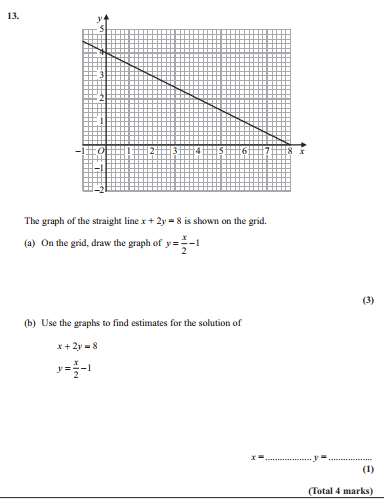 13.
y
5
4
3
2
1
−1 O 1 2 3 4 5 6 7 8 x
−1
−2
The graph of the straight line x + 2y = 8 is shown on the grid.
(a) On the grid, draw the graph of y = x/2 − 1
(3)
(b) Use the graphs to find estimates for the solution of
x + 2y = 8
y = x/2 − 1
x = .................... y = ...................
(1)
(Total 4 marks)